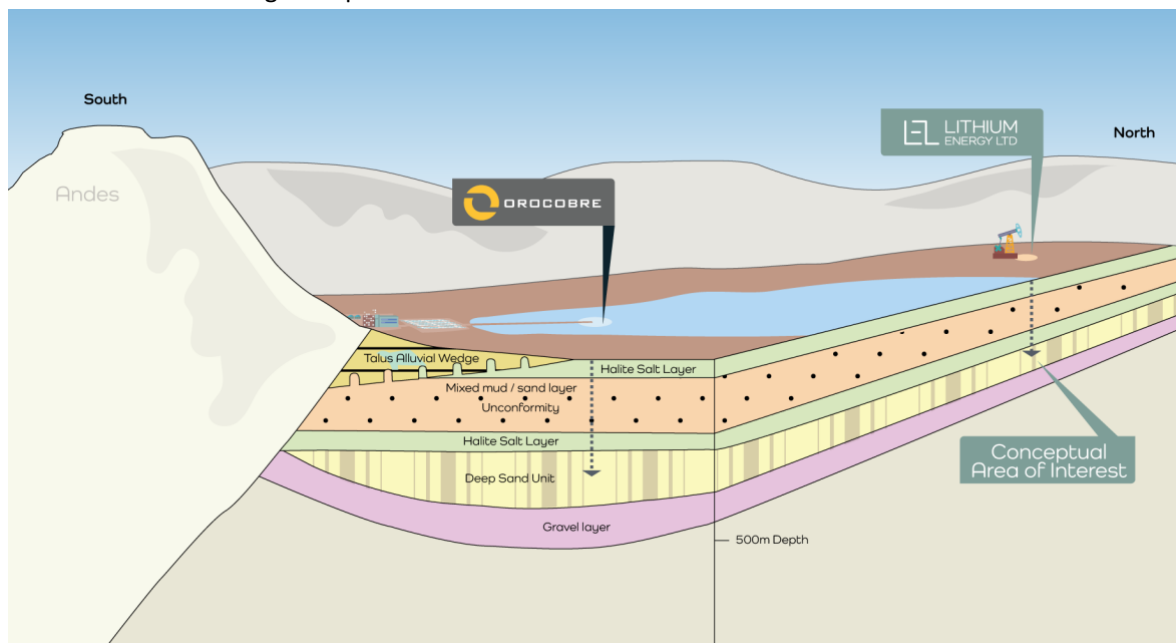 South
North
LITHIUM
ENERGY LTD
Andes
OROCOBRE
Talus Alluvial Wedge
Halite Salt Layer
Mixed mud / sand layer
Unconformity
Halite Salt Layer
Deep Sand Unit
Conceptual
Area of Interest
Gravel layer
500m Depth